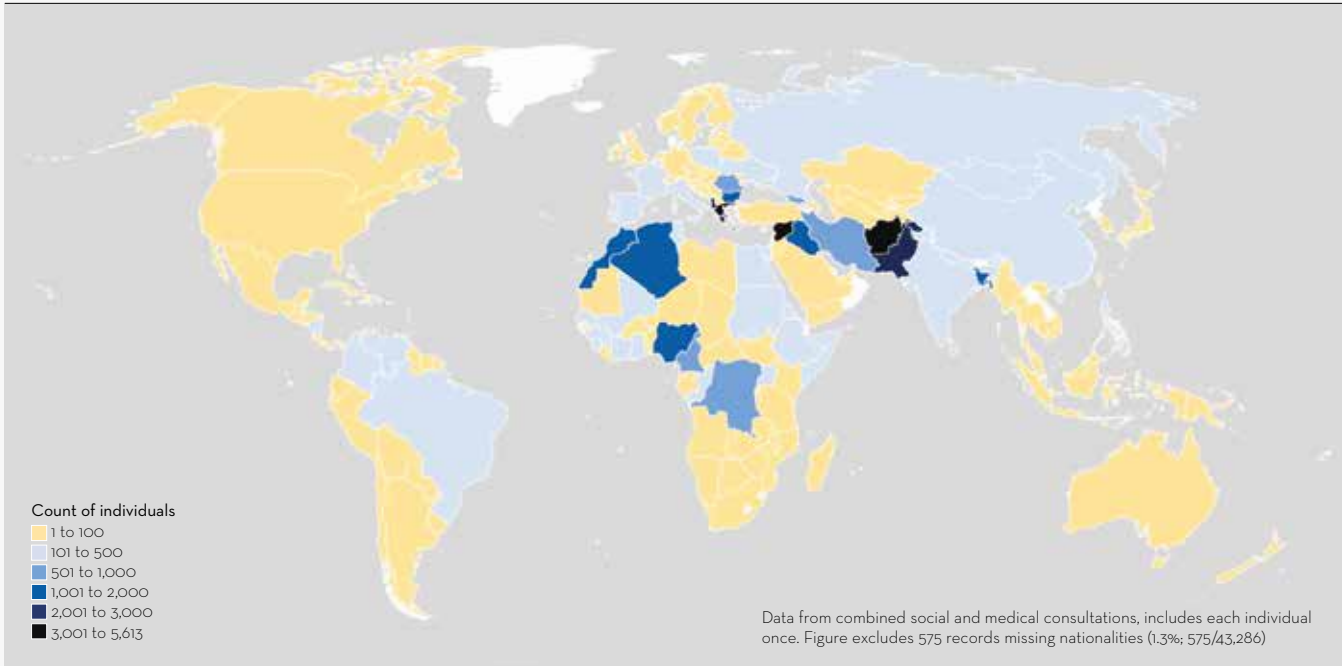 Count of individuals
1 to 100
101 to 500
501 to 1,000
1,001 to 2,000
2,001 to 3,000
3,001 to 5,613
Data from combined social and medical consultations, includes each individual
once. Figure excludes 575 records missing nationalities (1.3%; 575/43,286)